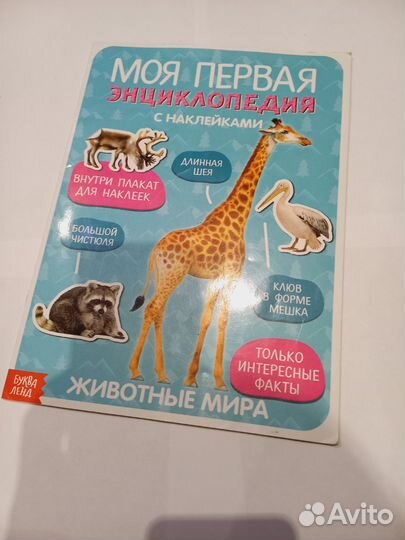 МОЯ ПЕРВАЯ
ЭНЦИКЛОПЕДИЯ
С НАКЛЕЙКАМИ
ДЛИННАЯ
ШЕЯ
ВНУТРИ ПЛАКАТ
ДЛЯ НАКЛЕЕК
БОЛЬШОЙ
ЧИСТЮЛЯ
КЛЮВ
В ФОРМЕ
МЕШКА
ТОЛЬКО
ИНТЕРЕСНЫЕ
ФАКТЫ
БУКВА
ЛЕНД
ЖИВОТНЫЕ МИРА
Avito